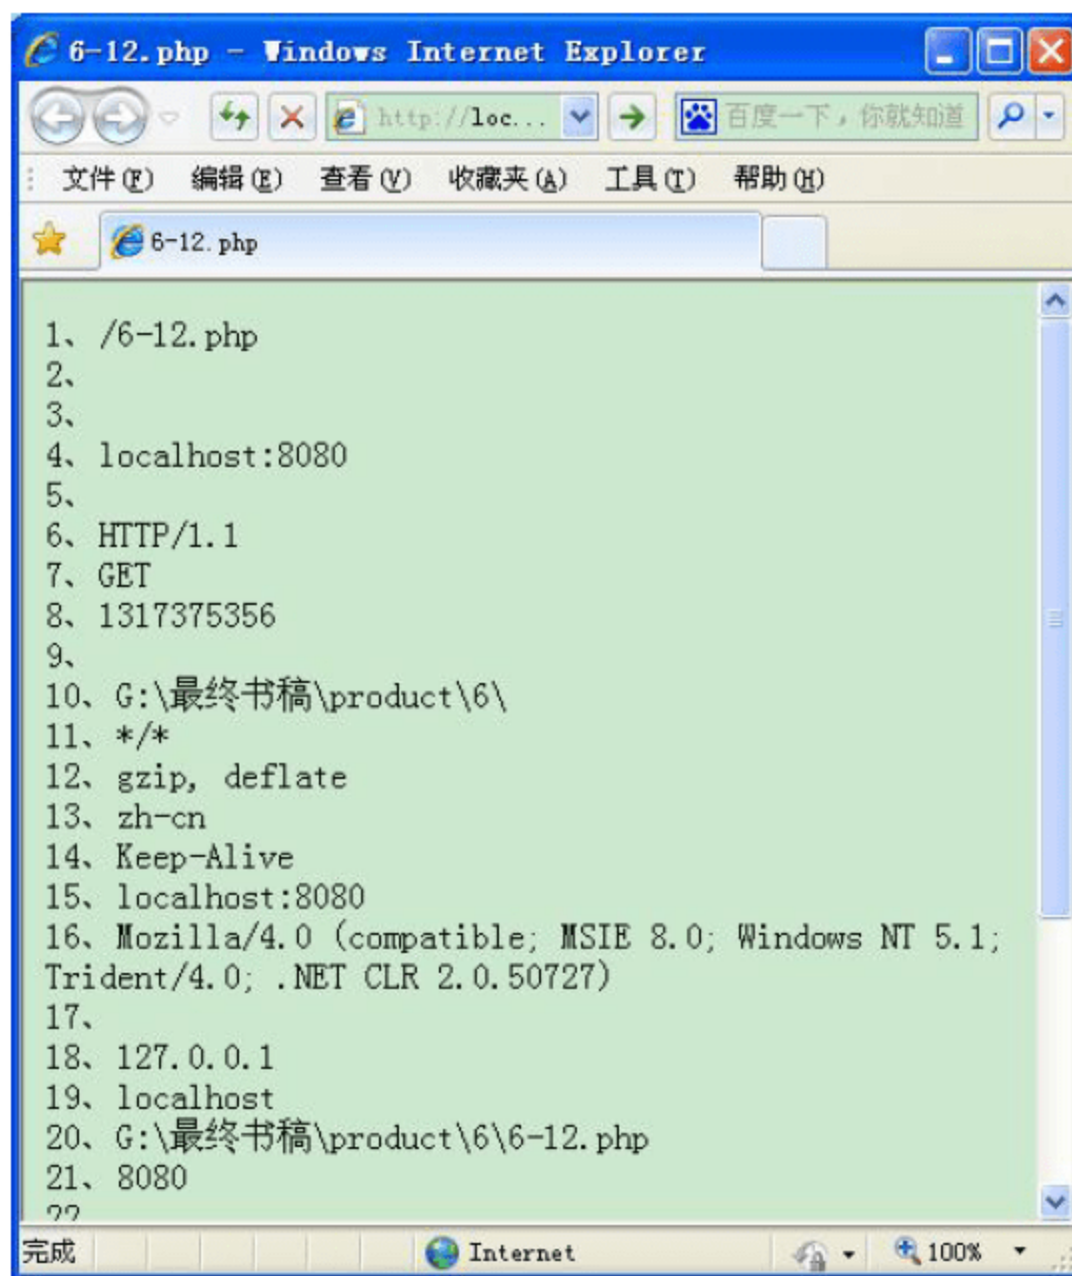 6-12.php - Windows Internet Explorer
http://loc... 百度一下，你就知道
文件(F) 编辑(E) 查看(V) 收藏夹(A) 工具(T) 帮助(H)
6-12.php
1、/6-12.php
2、
3、
4、localhost:8080
5、
6、HTTP/1.1
7、GET
8、1317375356
9、
10、G:\最终书稿\product\6\
11、*/*
12、gzip, deflate
13、zh-cn
14、Keep-Alive
15、localhost:8080
16、Mozilla/4.0 (compatible; MSIE 8.0; Windows NT 5.1;
Trident/4.0; .NET CLR 2.0.50727)
17、
18、127.0.0.1
19、localhost
20、G:\最终书稿\product\6\6-12.php
21、8080
完成 Internet 100%